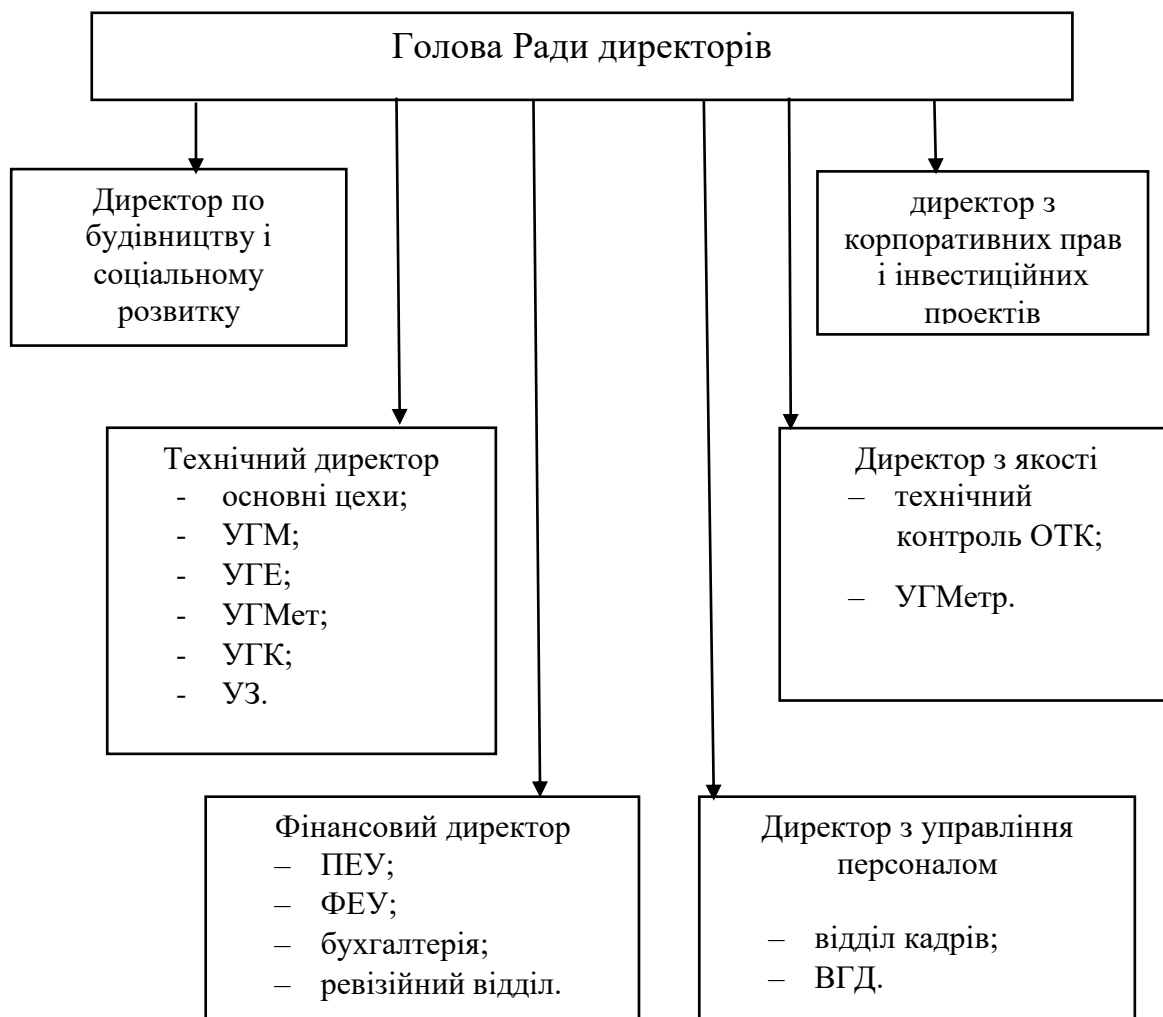 Голова Ради директорів
Директор по
будівництву і
соціальному
розвитку
директор з
корпоративних прав
і інвестиційних
проектів
Технічний директор
- основні цехи;
- УГМ;
- УГЕ;
- УГМет;
- УГК;
- УЗ.
Директор з якості
– технічний
контроль ОТК;
– УГМетр.
Фінансовий директор
– ПЕУ;
– ФЕУ;
– бухгалтерія;
– ревізійний відділ.
Директор з управління
персоналом
– відділ кадрів;
– ВГД.